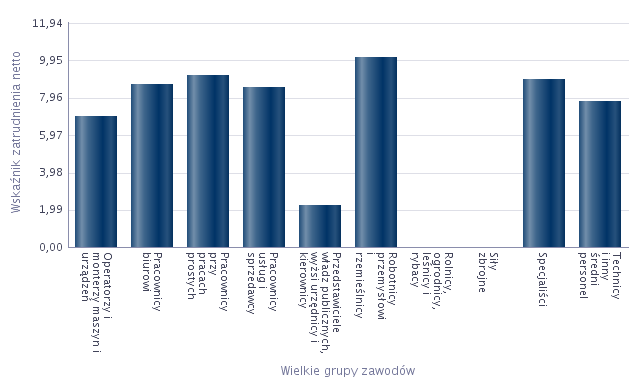 11,94
9,95
7,96
5,97
3,98
1,99
0,00
Wskaźnik zatrudnienia netto
Operatorzy i
monterzy maszyn i
urządzeń
Pracownicy
biurowi
Pracownicy
przy
pracach
prostych
Pracownicy
usług i
sprzedawcy
Przedstawiciele
władz publicznych,
wyżsi urzędnicy i
kierownicy
Robotnicy
przemysłowi
i
rzemieślnicy
Rolnicy,
ogrodnicy,
leśnicy i
rybacy
Siły
zbrojne
Specjaliści
Technicy
i inny
średni
personel
Wielkie grupy zawodów